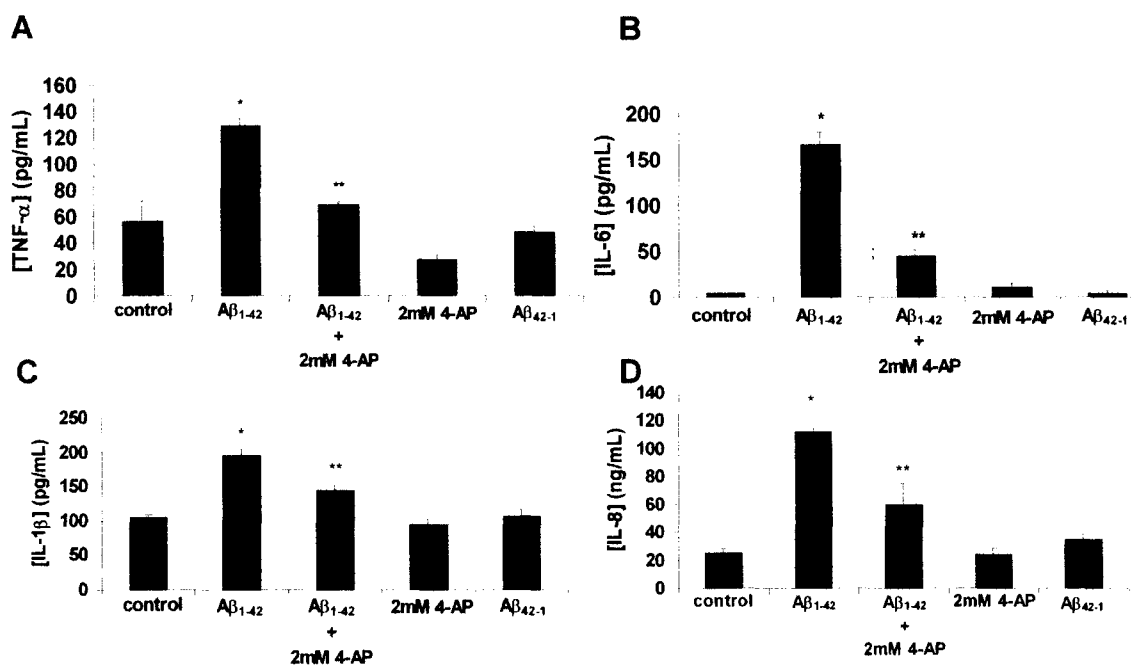 A
[TNF-α] (pg/mL)
160
140
120
100
80
60
40
20
0
*
**
control
Aβ1-42
Aβ1-42
+
2mM 4-AP
2mM 4-AP
Aβ42-1
B
[IL-6] (pg/mL)
200
150
100
50
0
*
**
control
Aβ1-42
Aβ1-42
+
2mM 4-AP
2mM 4-AP
Aβ42-1
C
[IL-1β] (pg/mL)
250
200
150
100
50
0
*
**
control
Aβ1-42
Aβ1-42
+
2mM 4-AP
2mM 4-AP
Aβ42-1
D
[IL-8] (ng/mL)
140
120
100
80
60
40
20
0
*
**
control
Aβ1-42
Aβ1-42
+
2mM 4-AP
2mM 4-AP
Aβ42-1